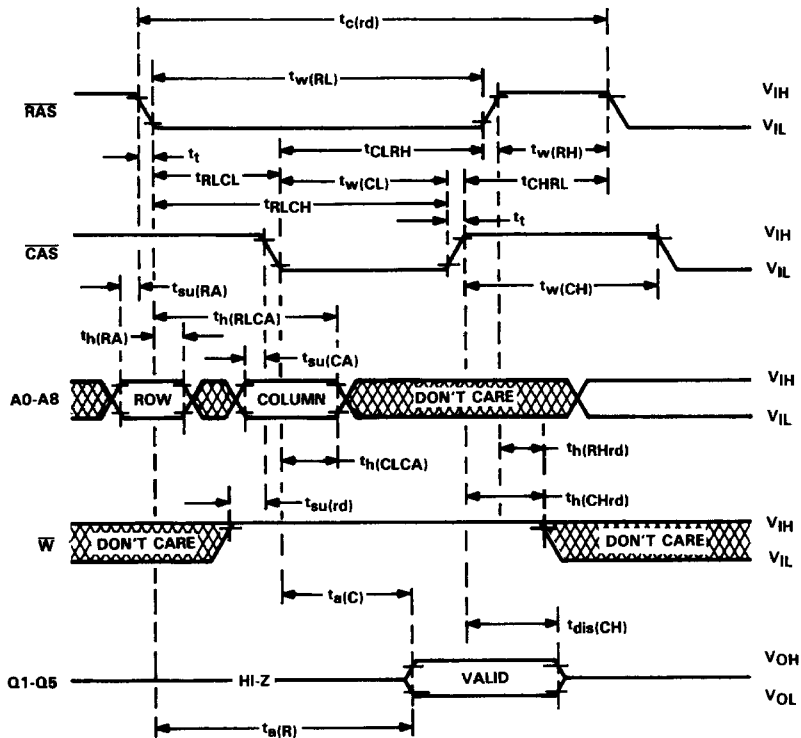 tc(rd)
tw(RL)
RAS
VIH
VIL
tt
tCLRH
tw(RH)
tRLCL
tw(CL)
tCHRL
tRLCH
tt
CAS
VIH
VIL
tsu(RA)
tw(CH)
th(RA)
th(RLCA)
tsu(CA)
A0-A8
ROW
COLUMN
DON'T CARE
VIH
VIL
th(RHrd)
th(CLCA)
tsu(rd)
th(CHrd)
W
DON'T CARE
DON'T CARE
VIH
VIL
ta(C)
tdis(CH)
Q1-Q5
HI-Z
VALID
VOH
VOL
ta(R)